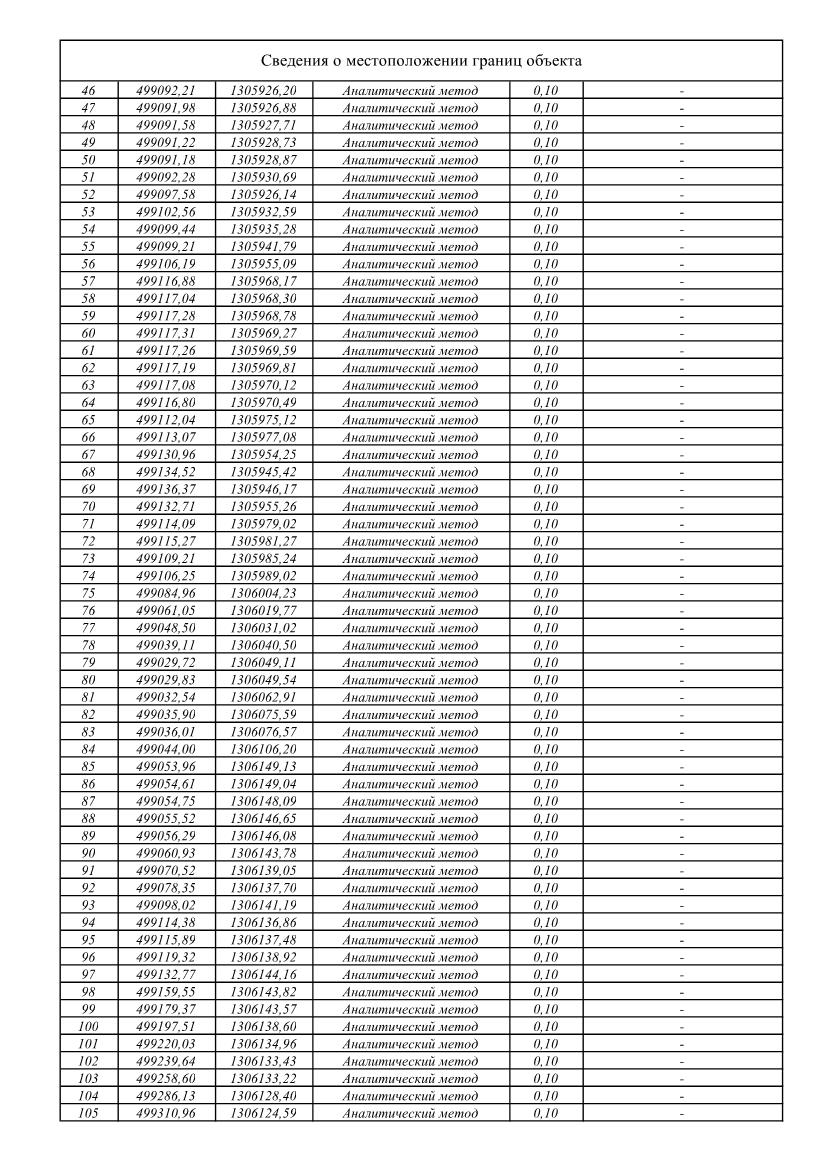 Сведения о местоположении границ объекта
46 499092,21 1305926,20 Аналитический метод 0,10 -
47 499091,98 1305926,88 Аналитический метод 0,10 -
48 499091,58 1305927,71 Аналитический метод 0,10 -
49 499091,22 1305928,73 Аналитический метод 0,10 -
50 499091,18 1305928,87 Аналитический метод 0,10 -
51 499092,28 1305930,69 Аналитический метод 0,10 -
52 499097,58 1305926,14 Аналитический метод 0,10 -
53 499102,56 1305932,59 Аналитический метод 0,10 -
54 499099,44 1305935,28 Аналитический метод 0,10 -
55 499099,21 1305941,79 Аналитический метод 0,10 -
56 499106,19 1305955,09 Аналитический метод 0,10 -
57 499116,88 1305968,17 Аналитический метод 0,10 -
58 499117,04 1305968,30 Аналитический метод 0,10 -
59 499117,28 1305968,78 Аналитический метод 0,10 -
60 499117,31 1305969,27 Аналитический метод 0,10 -
61 499117,26 1305969,59 Аналитический метод 0,10 -
62 499117,19 1305969,81 Аналитический метод 0,10 -
63 499117,08 1305970,12 Аналитический метод 0,10 -
64 499116,80 1305970,49 Аналитический метод 0,10 -
65 499112,04 1305975,12 Аналитический метод 0,10 -
66 499113,07 1305977,08 Аналитический метод 0,10 -
67 499130,96 1305954,25 Аналитический метод 0,10 -
68 499134,52 1305945,42 Аналитический метод 0,10 -
69 499136,37 1305946,17 Аналитический метод 0,10 -
70 499132,71 1305955,26 Аналитический метод 0,10 -
71 499114,09 1305979,02 Аналитический метод 0,10 -
72 499115,27 1305981,27 Аналитический метод 0,10 -
73 499109,21 1305985,24 Аналитический метод 0,10 -
74 499106,25 1305989,02 Аналитический метод 0,10 -
75 499084,96 1306004,23 Аналитический метод 0,10 -
76 499061,05 1306019,77 Аналитический метод 0,10 -
77 499048,50 1306031,02 Аналитический метод 0,10 -
78 499039,11 1306040,50 Аналитический метод 0,10 -
79 499029,72 1306049,11 Аналитический метод 0,10 -
80 499029,83 1306049,54 Аналитический метод 0,10 -
81 499032,54 1306062,91 Аналитический метод 0,10 -
82 499035,90 1306075,59 Аналитический метод 0,10 -
83 499036,01 1306076,57 Аналитический метод 0,10 -
84 499044,00 1306106,20 Аналитический метод 0,10 -
85 499053,96 1306149,13 Аналитический метод 0,10 -
86 499054,61 1306149,04 Аналитический метод 0,10 -
87 499054,75 1306148,09 Аналитический метод 0,10 -
88 499055,52 1306146,65 Аналитический метод 0,10 -
89 499056,29 1306146,08 Аналитический метод 0,10 -
90 499060,93 1306143,78 Аналитический метод 0,10 -
91 499070,52 1306139,05 Аналитический метод 0,10 -
92 499078,35 1306137,70 Аналитический метод 0,10 -
93 499098,02 1306141,19 Аналитический метод 0,10 -
94 499114,38 1306136,86 Аналитический метод 0,10 -
95 499115,89 1306137,48 Аналитический метод 0,10 -
96 499119,32 1306138,92 Аналитический метод 0,10 -
97 499132,77 1306144,16 Аналитический метод 0,10 -
98 499159,55 1306143,82 Аналитический метод 0,10 -
99 499179,37 1306143,57 Аналитический метод 0,10 -
100 499197,51 1306138,60 Аналитический метод 0,10 -
101 499220,03 1306134,96 Аналитический метод 0,10 -
102 499239,64 1306133,43 Аналитический метод 0,10 -
103 499258,60 1306133,22 Аналитический метод 0,10 -
104 499286,13 1306128,40 Аналитический метод 0,10 -
105 499310,96 1306124,59 Аналитический метод 0,10 -